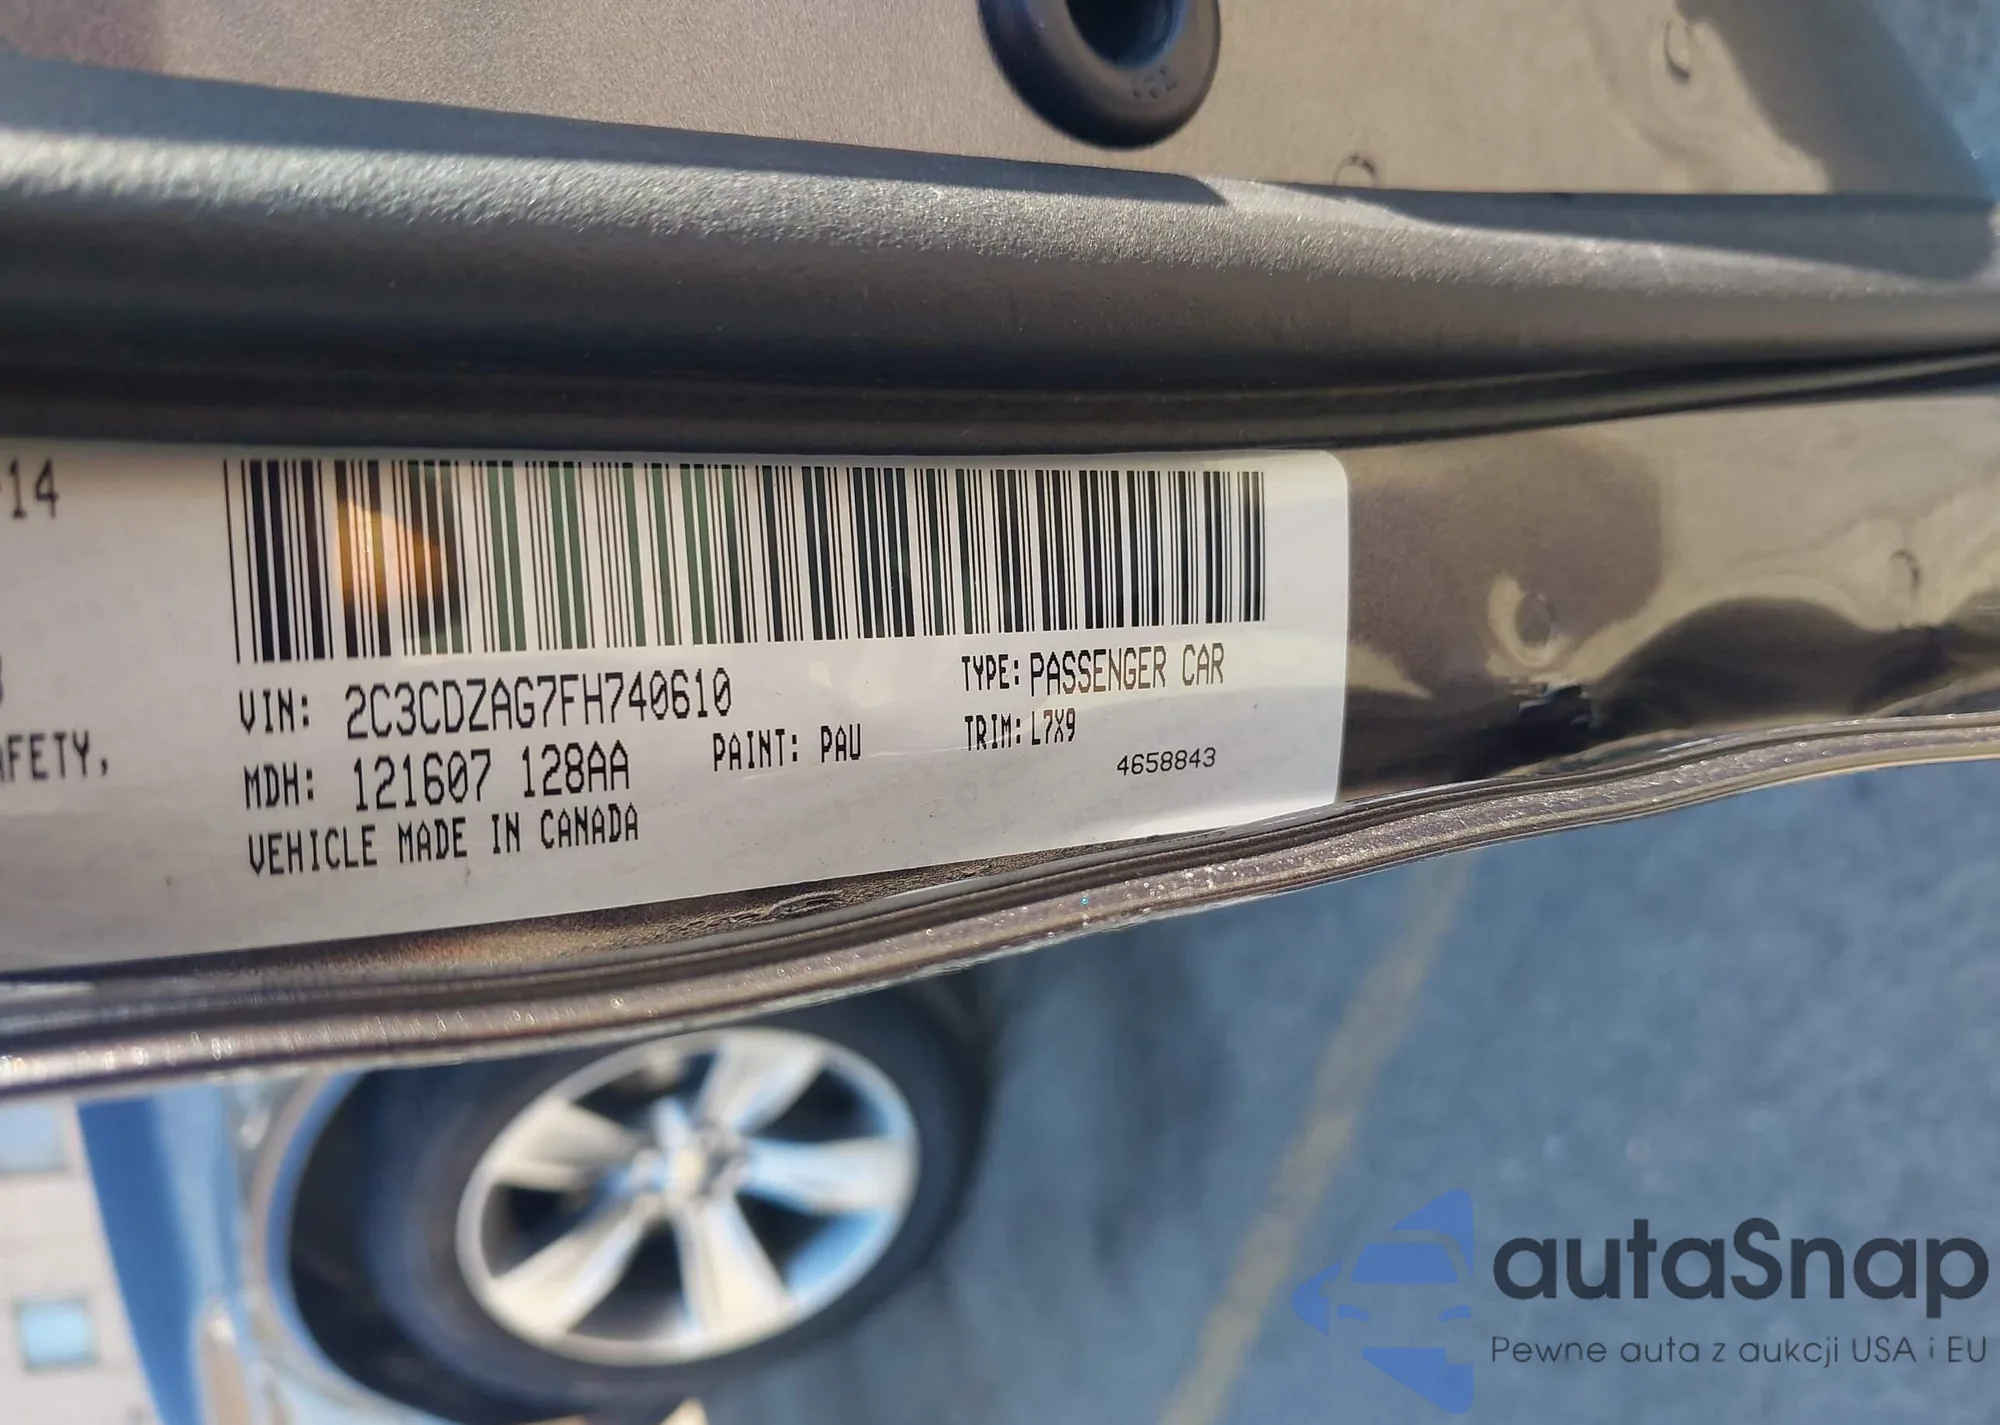 -14
AFETY,
VIN: 2C3CDZAG7FH740610
TYPE: PASSENGER CAR
MDH: 121607 128AA
PAINT: PAU
TRIM: L7X9
4658843
VEHICLE MADE IN CANADA
autaSnap
Pewne auta z aukcji USA i EU